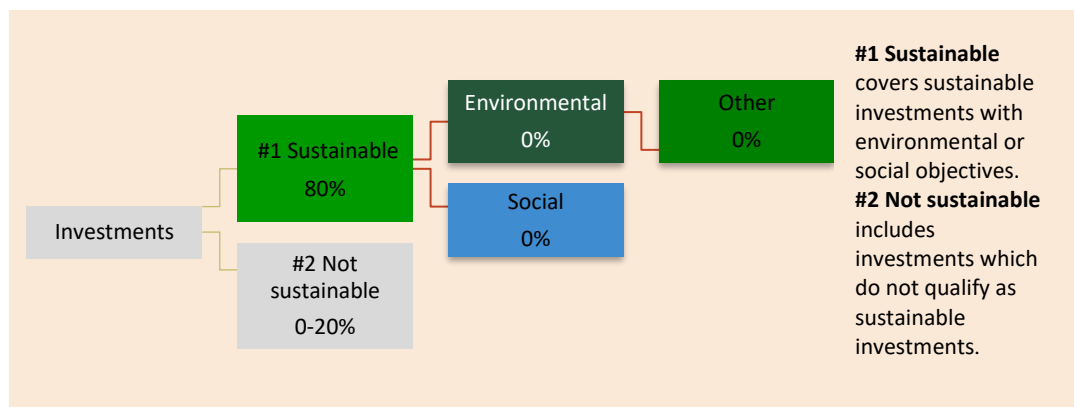 Investments
#1 Sustainable
80%
#2 Not
sustainable
0-20%
Environmental
0%
Social
0%
Other
0%
#1 Sustainable
covers sustainable
investments with
environmental or
social objectives.
#2 Not sustainable
includes
investments which
do not qualify as
sustainable
investments.